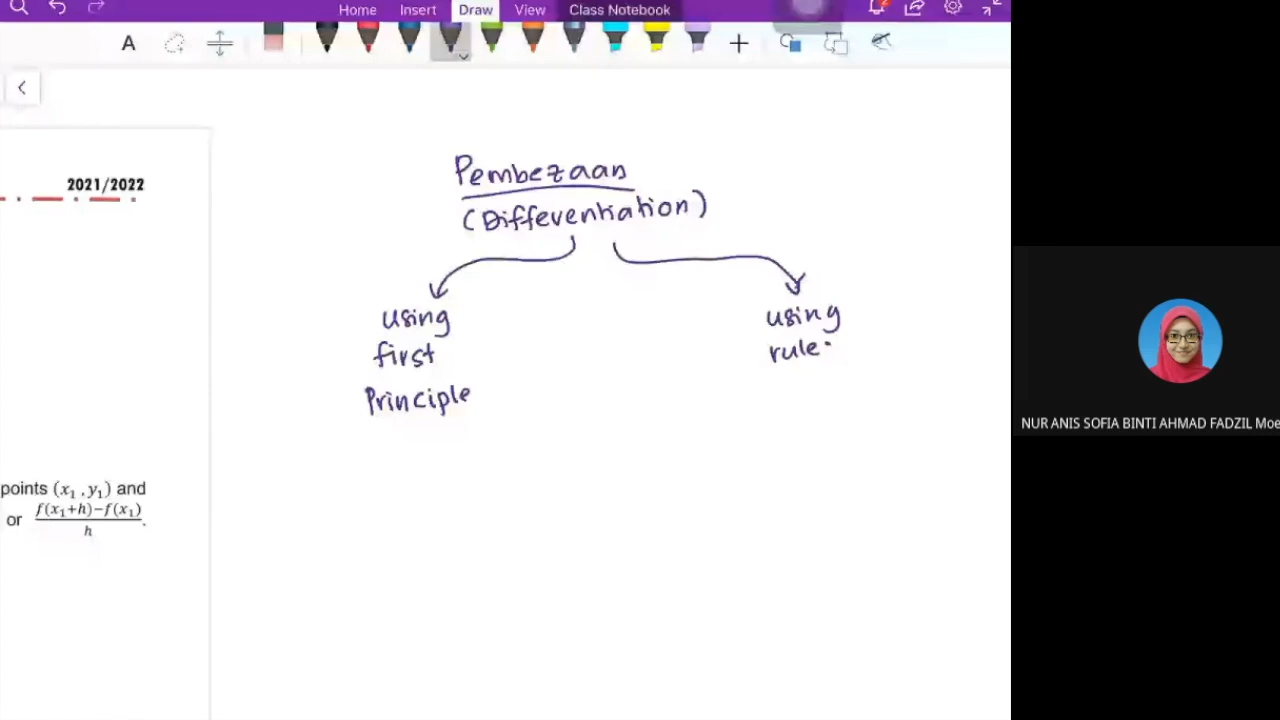 Home Insert Draw View Class Notebook
A
2021/2022
Pembezaan
(Differentiation)
using
first
Principle
using
rule
points (x₁ , y₁) and
or f(x₁+h)−f(x₁)
h
.
NUR ANIS SOFIA BINTI AHMAD FADZIL Moe